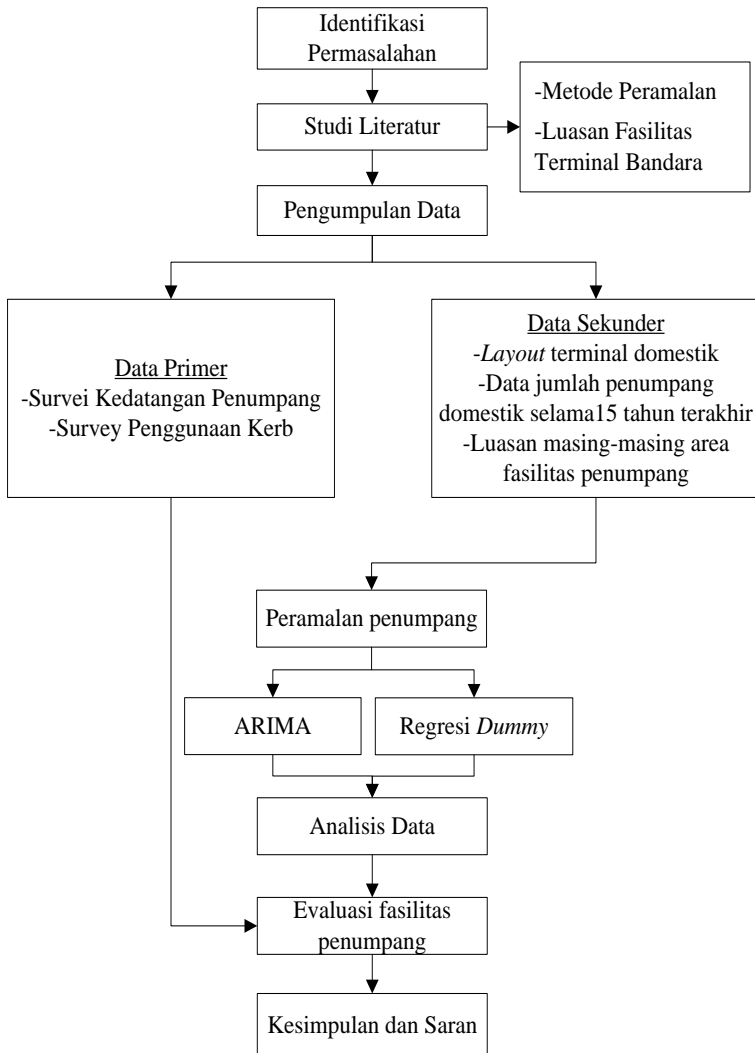 Identifikasi
Permasalahan
Studi Literatur
-Metode Peramalan
-Luasan Fasilitas
Terminal Bandara
Pengumpulan Data
Data Primer
-Survei Kedatangan Penumpang
-Survey Penggunaan Kerb
Data Sekunder
-Layout terminal domestik
-Data jumlah penumpang
domestik selama15 tahun terakhir
-Luasan masing-masing area
fasilitas penumpang
Peramalan penumpang
ARIMA
Regresi Dummy
Analisis Data
Evaluasi fasilitas
penumpang
Kesimpulan dan Saran